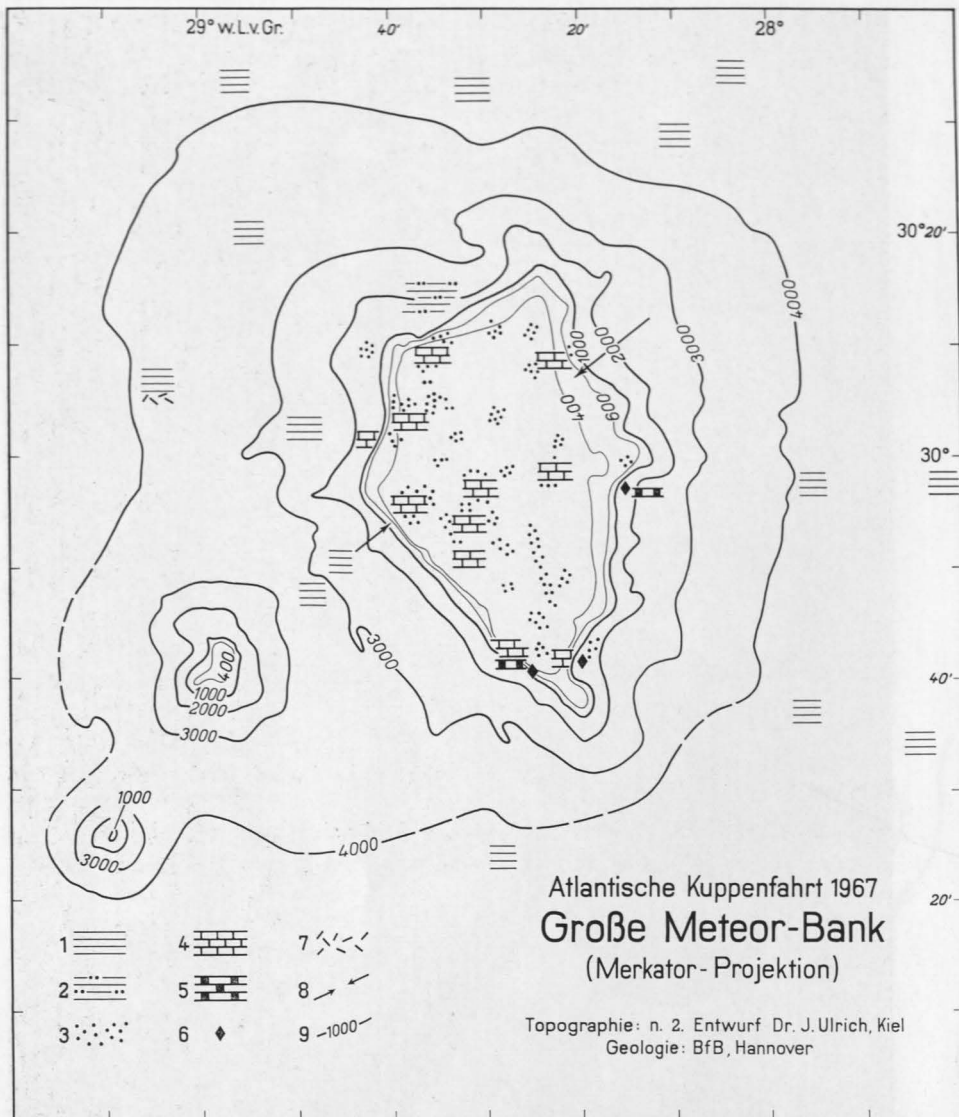 29° w.L.v.Gr. 40' 20' 28°
30° 20'
4000
3000
2000
1000
600
400
30°
3000
400
1000
2000
3000
40'
1000
3000
4000
20'
Atlantische Kuppenfahrt 1967
Große Meteor-Bank
(Merkator-Projektion)
1 4 7
2 5 8
3 6 9 1000
Topographie: n. 2. Entwurf Dr. J. Ulrich, Kiel
Geologie: BfB, Hannover